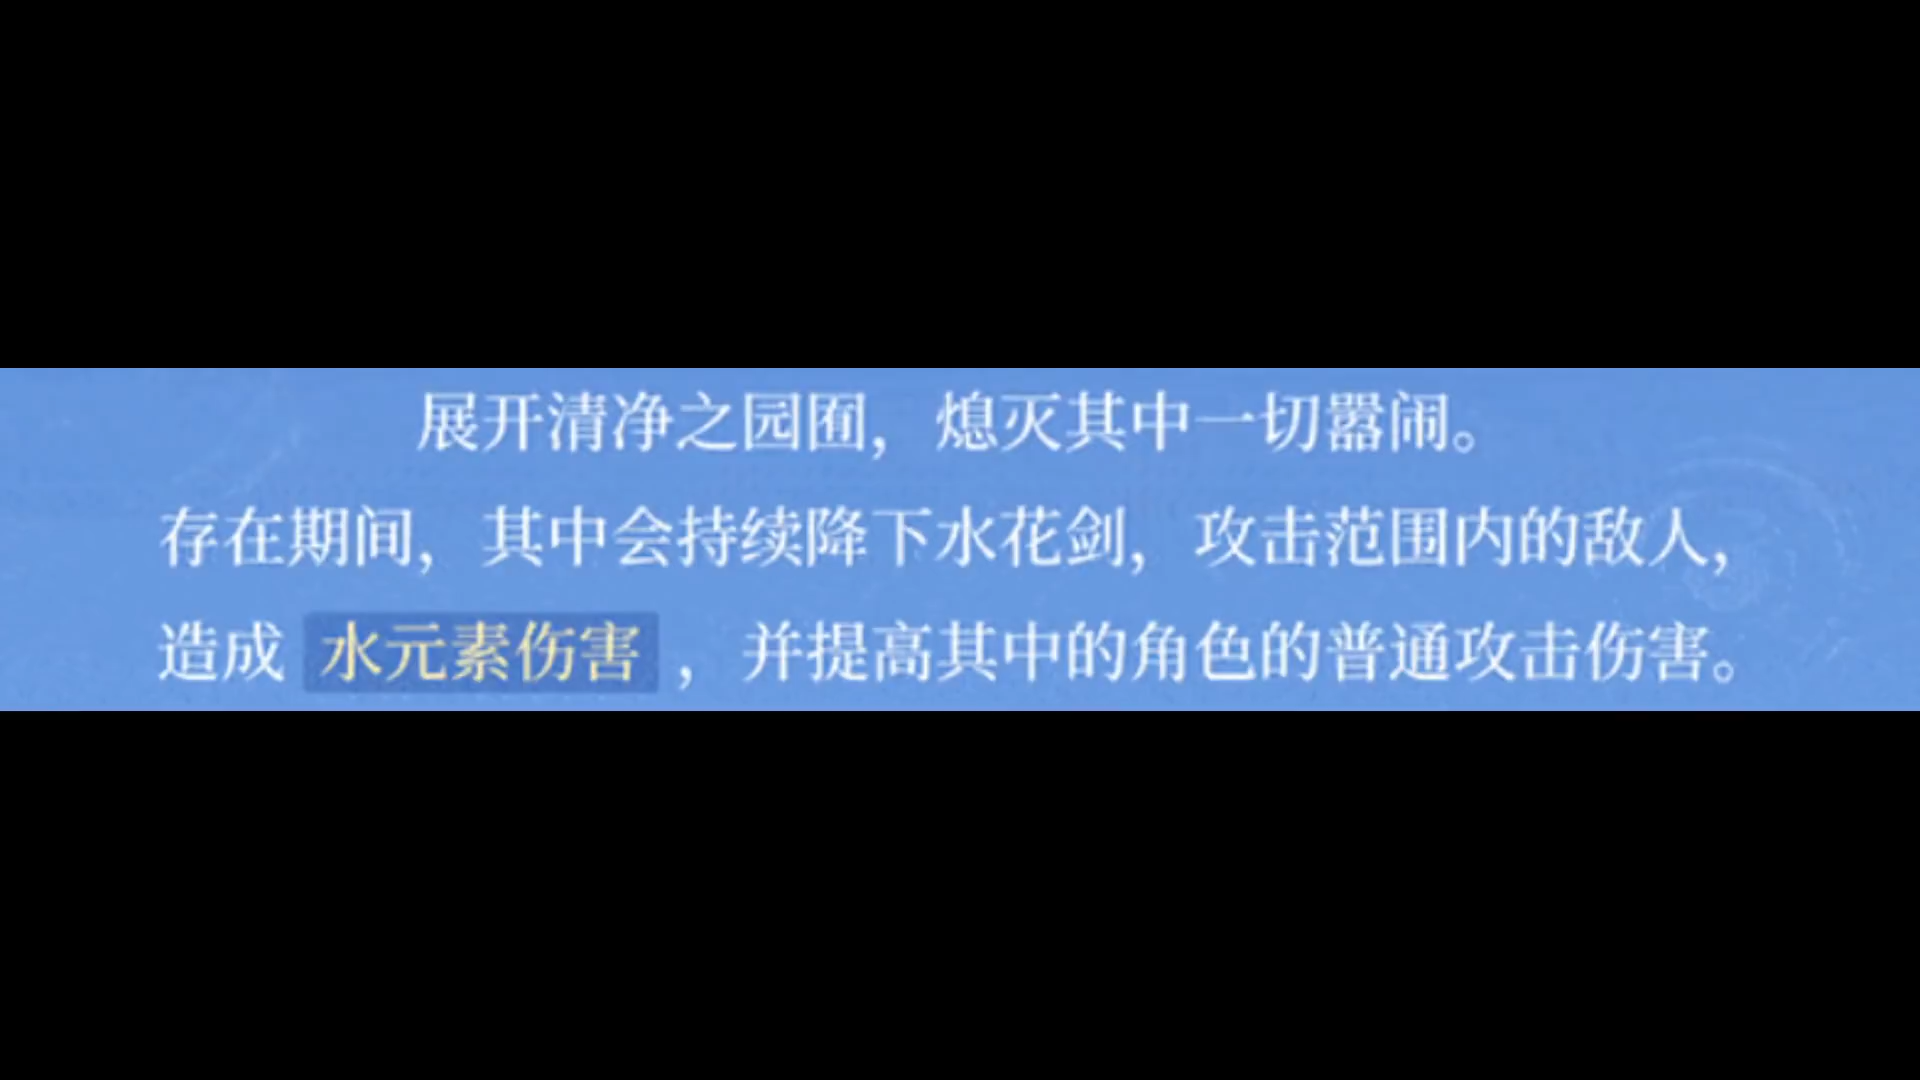 展开清净之园囿，熄灭其中一切嚣闹。
存在期间，其中会持续降下水花剑，攻击范围内的敌人，
造成 水元素伤害 ，并提高其中的角色的普通攻击伤害。